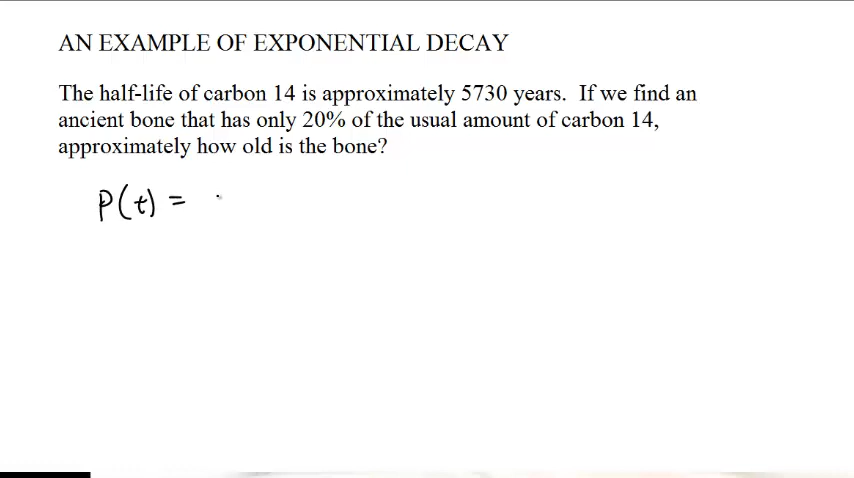 AN EXAMPLE OF EXPONENTIAL DECAY
The half-life of carbon 14 is approximately 5730 years. If we find an
ancient bone that has only 20% of the usual amount of carbon 14,
approximately how old is the bone?
P(t) =